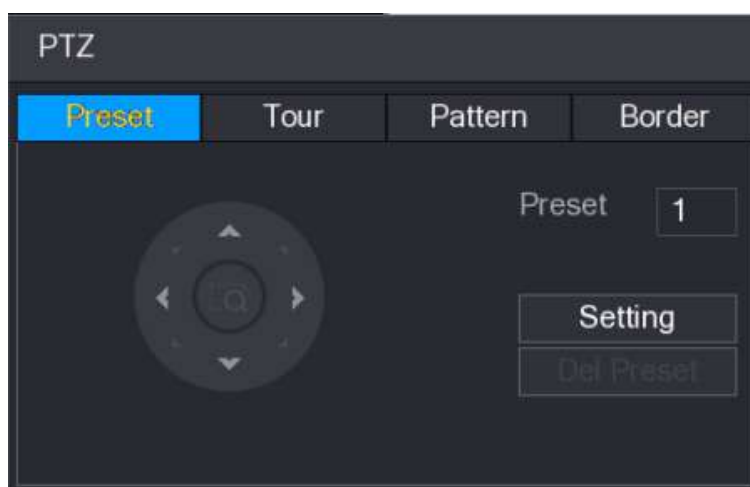 PTZ
Preset Tour Pattern Border
Preset 1
Setting
Del Preset